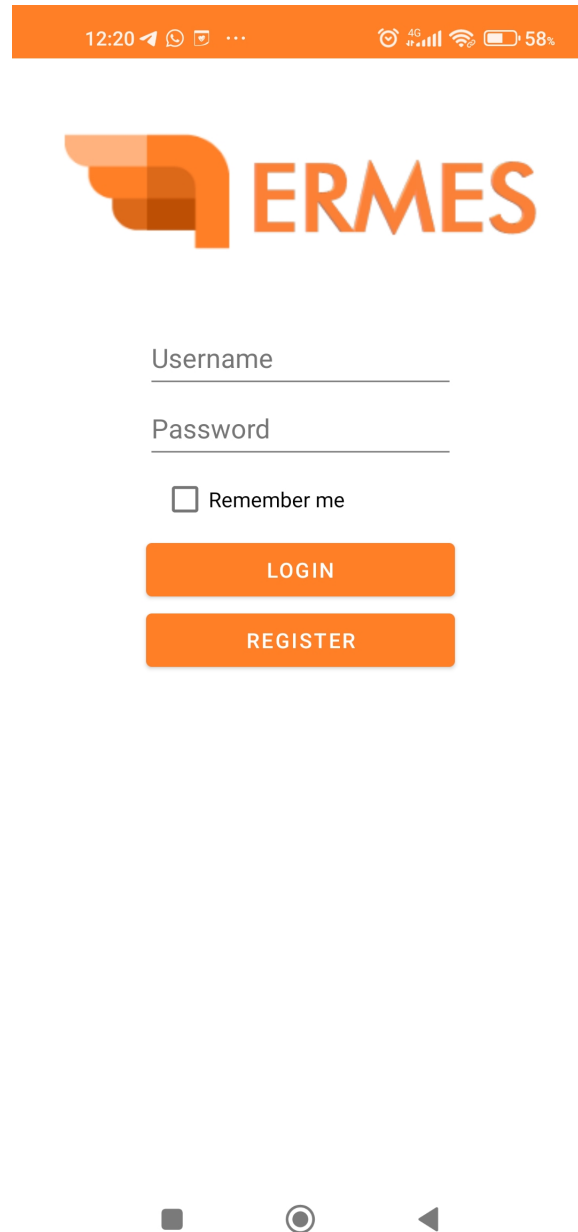 12:20 ... 4G 58%
ERMES
Username
Password
Remember me
LOGIN
REGISTER